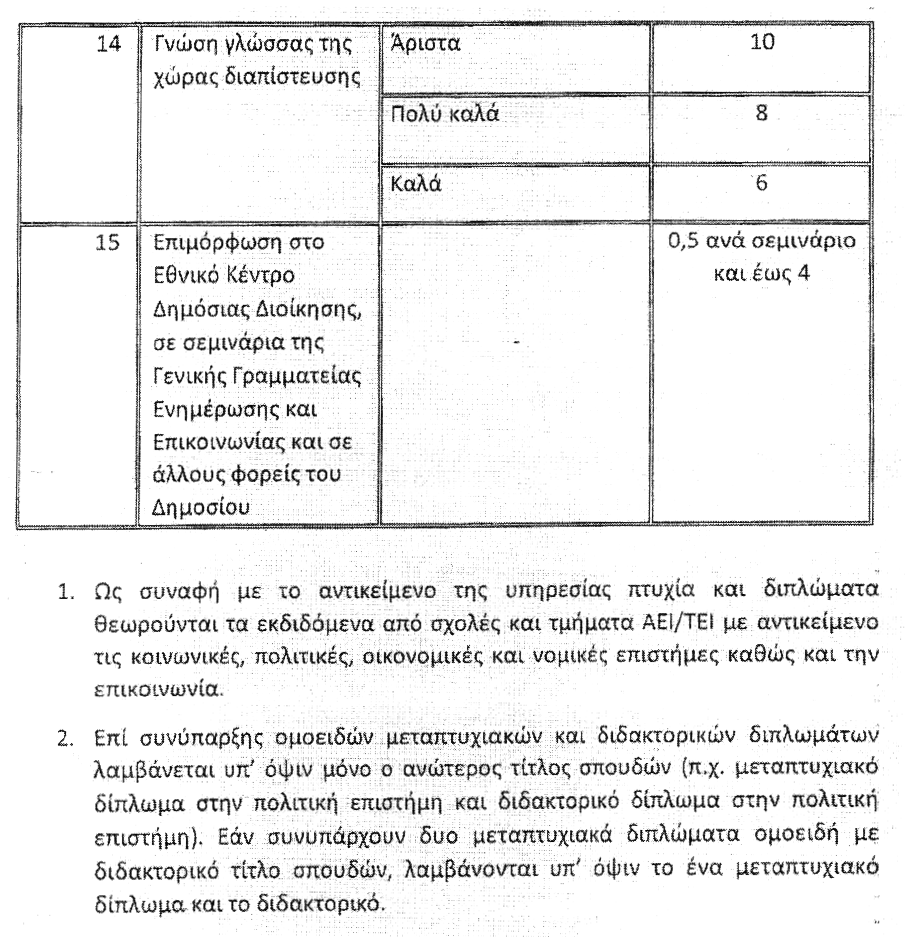 14 Γνώση γλώσσας της Άριστα 10
χώρας διαπίστευσης
Πολύ καλά 8
Καλά 6
15 Επιμόρφωση στο 0,5 ανά σεμινάριο
Εθνικό Κέντρο και έως 4
Δημόσιας Διοίκησης,
σε σεμινάρια της
Γενικής Γραμματείας
Ενημέρωσης και
Επικοινωνίας και σε
άλλους φορείς του
Δημοσίου
1. Ως συναφή με το αντικείμενο της υπηρεσίας πτυχία και διπλώματα
θεωρούνται τα εκδιδόμενα από σχολές και τμήματα ΑΕΙ/ΤΕΙ με αντικείμενο
τις κοινωνικές, πολιτικές, οικονομικές και νομικές επιστήμες καθώς και την
επικοινωνία.
2. Επί συνύπαρξης ομοειδών μεταπτυχιακών και διδακτορικών διπλωμάτων
λαμβάνεται υπ’ όψιν μόνο ο ανώτερος τίτλος σπουδών (π.χ. μεταπτυχιακό
δίπλωμα στην πολιτική επιστήμη και διδακτορικό δίπλωμα στην πολιτική
επιστήμη). Εάν συνυπάρχουν δυο μεταπτυχιακά διπλώματα ομοειδή με
διδακτορικό τίτλο σπουδών, λαμβάνονται υπ’ όψιν το ένα μεταπτυχιακό
δίπλωμα και το διδακτορικό.